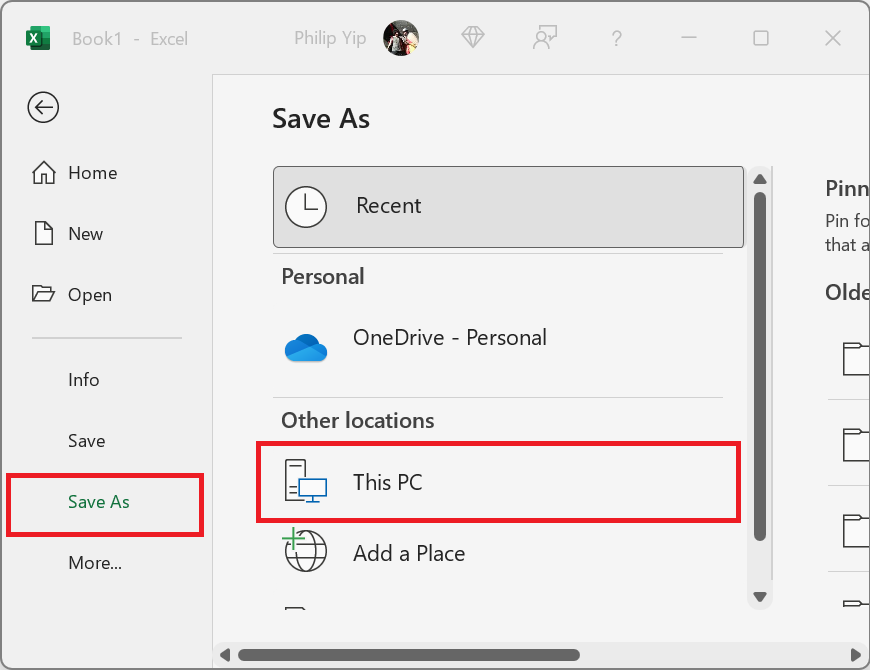 Book1 - Excel
Philip Yip
?
Save As
Home
New
Open
Info
Save
Save As
More...
Recent
Personal
OneDrive - Personal
Other locations
This PC
Add a Place
Pinn
Pin fo
that a
Olde